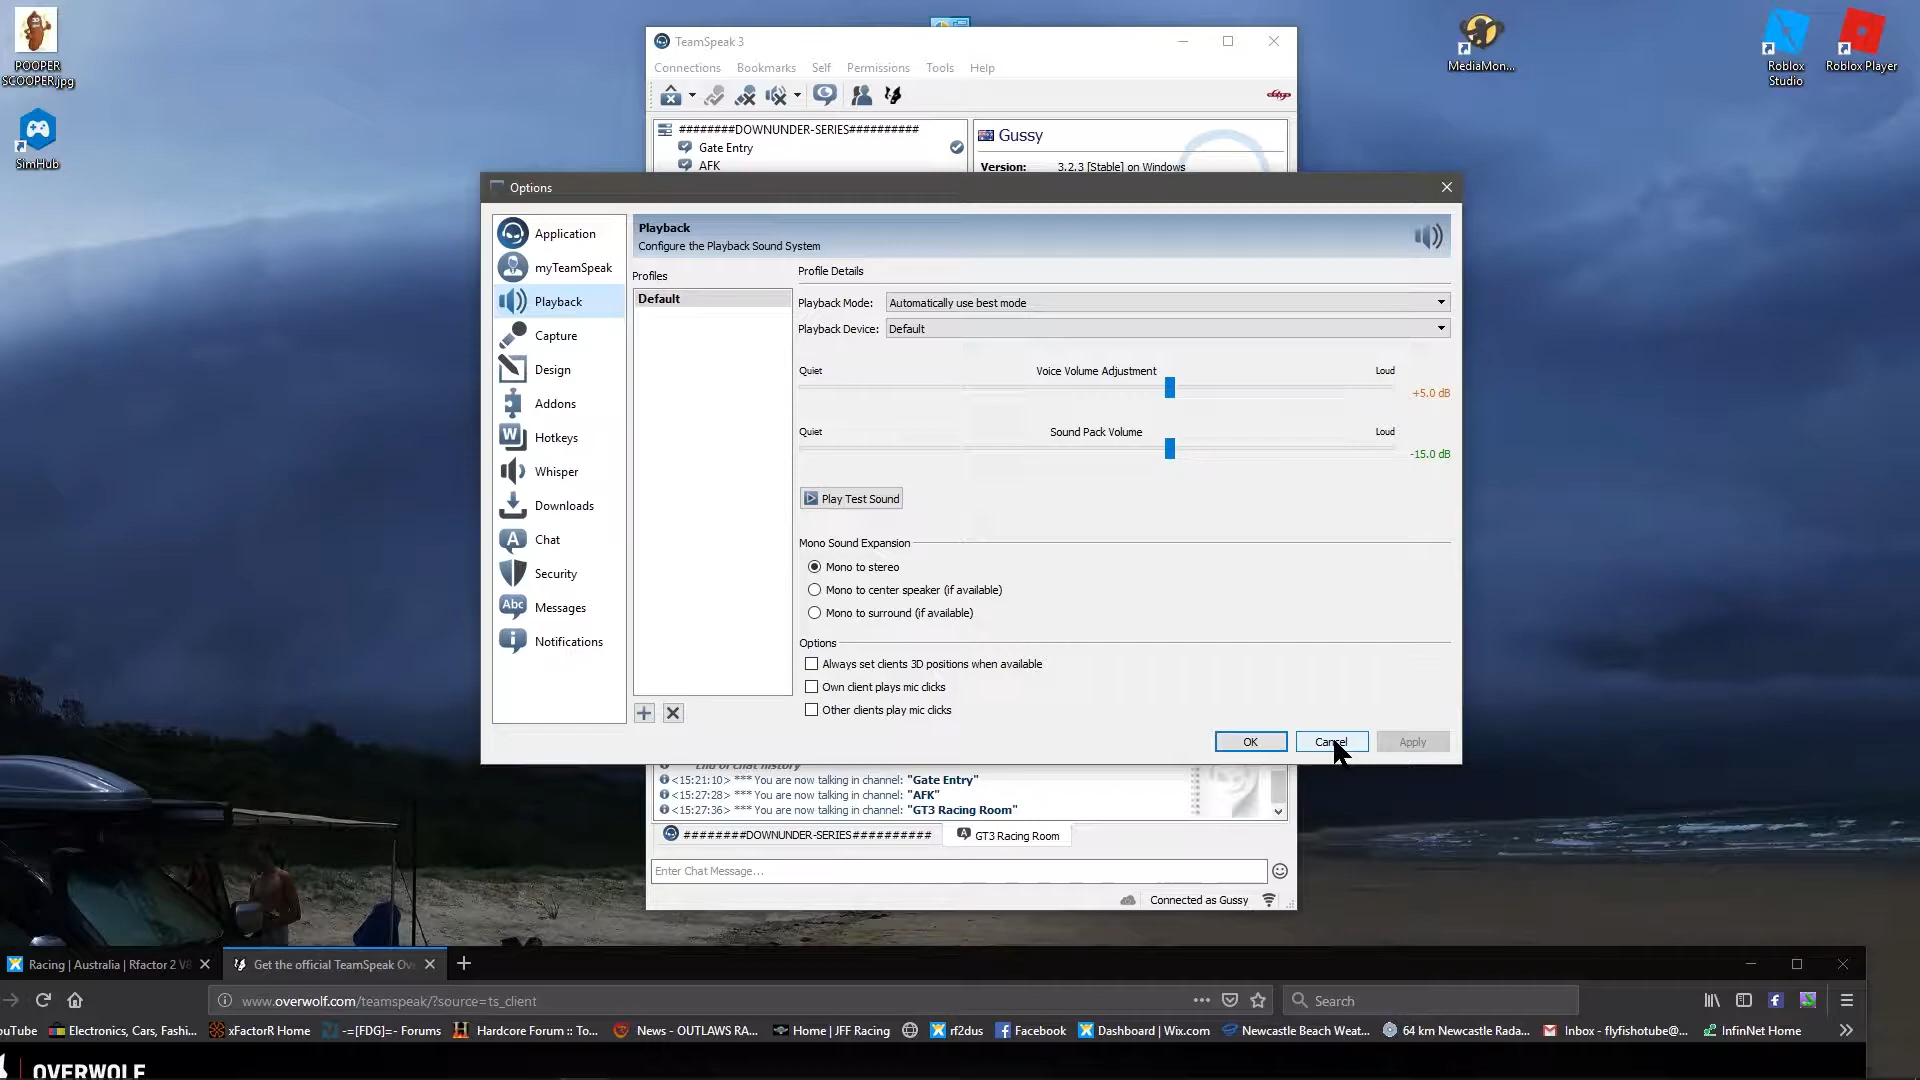 POOPER
SCOOPER.jpg
SimHub
MediaMon...
Roblox
Studio
Roblox Player
TeamSpeak 3
Connections Bookmarks Self Permissions Tools Help
########DOWNUNDER-SERIES##########
Gate Entry
AFK
Gussy
Version: 3.2.3 [Stable] on Windows
Options
Application
myTeamSpeak
Playback
Capture
Design
Addons
Hotkeys
Whisper
Downloads
Chat
Security
Messages
Notifications
Playback
Configure the Playback Sound System
Profiles
Default
Profile Details
Playback Mode: Automatically use best mode
Playback Device: Default
Quiet Voice Volume Adjustment Loud
+5.0 dB
Quiet Sound Pack Volume Loud
-15.0 dB
Play Test Sound
Mono Sound Expansion
Mono to stereo
Mono to center speaker (if available)
Mono to surround (if available)
Options
Always set clients 3D positions when available
Own client plays mic clicks
Other clients play mic clicks
OK Cancel Apply
End of chat history
<15:21:10> *** You are now talking in channel: "Gate Entry"
<15:27:28> *** You are now talking in channel: "AFK"
<15:27:36> *** You are now talking in channel: "GT3 Racing Room"
########DOWNUNDER-SERIES########## GT3 Racing Room
Enter Chat Message...
Connected as Gussy
Racing | Australia | Rfactor 2 V8 Get the official TeamSpeak Ov
www.overwolf.com/teamspeak/?source=ts_client Search
ouTube Electronics, Cars, Fashi... xFactorR Home -=[FDG]=- Forums Hardcore Forum :: To... News - OUTLAWS RA... Home | JFF Racing rf2dus Facebook Dashboard | Wix.com Newcastle Beach Weat... 64 km Newcastle Rada... Inbox - flyfishotube@... InfinNet Home
OVERWOLF